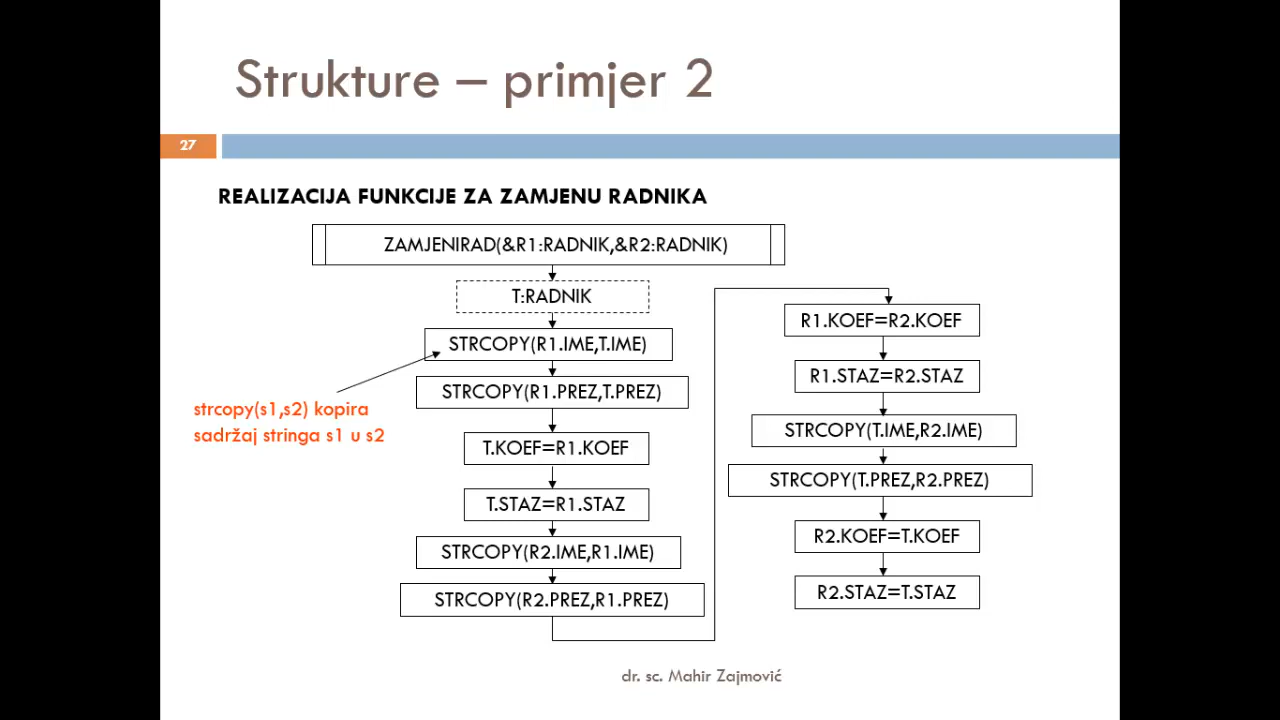 Strukture – primjer 2
27
REALIZACIJA FUNKCIJE ZA ZAMJENU RADNIKA
ZAMJENIRAD(&R1:RADNIK,&R2:RADNIK)
T:RADNIK
STRCOPY(R1.IME,T.IME)
STRCOPY(R1.PREZ,T.PREZ)
strcopy(s1,s2) kopira
sadržaj stringa s1 u s2
T.KOEF=R1.KOEF
T.STAZ=R1.STAZ
STRCOPY(R2.IME,R1.IME)
STRCOPY(R2.PREZ,R1.PREZ)
R1.KOEF=R2.KOEF
R1.STAZ=R2.STAZ
STRCOPY(T.IME,R2.IME)
STRCOPY(T.PREZ,R2.PREZ)
R2.KOEF=T.KOEF
R2.STAZ=T.STAZ
dr. sc. Mahir Zajmović